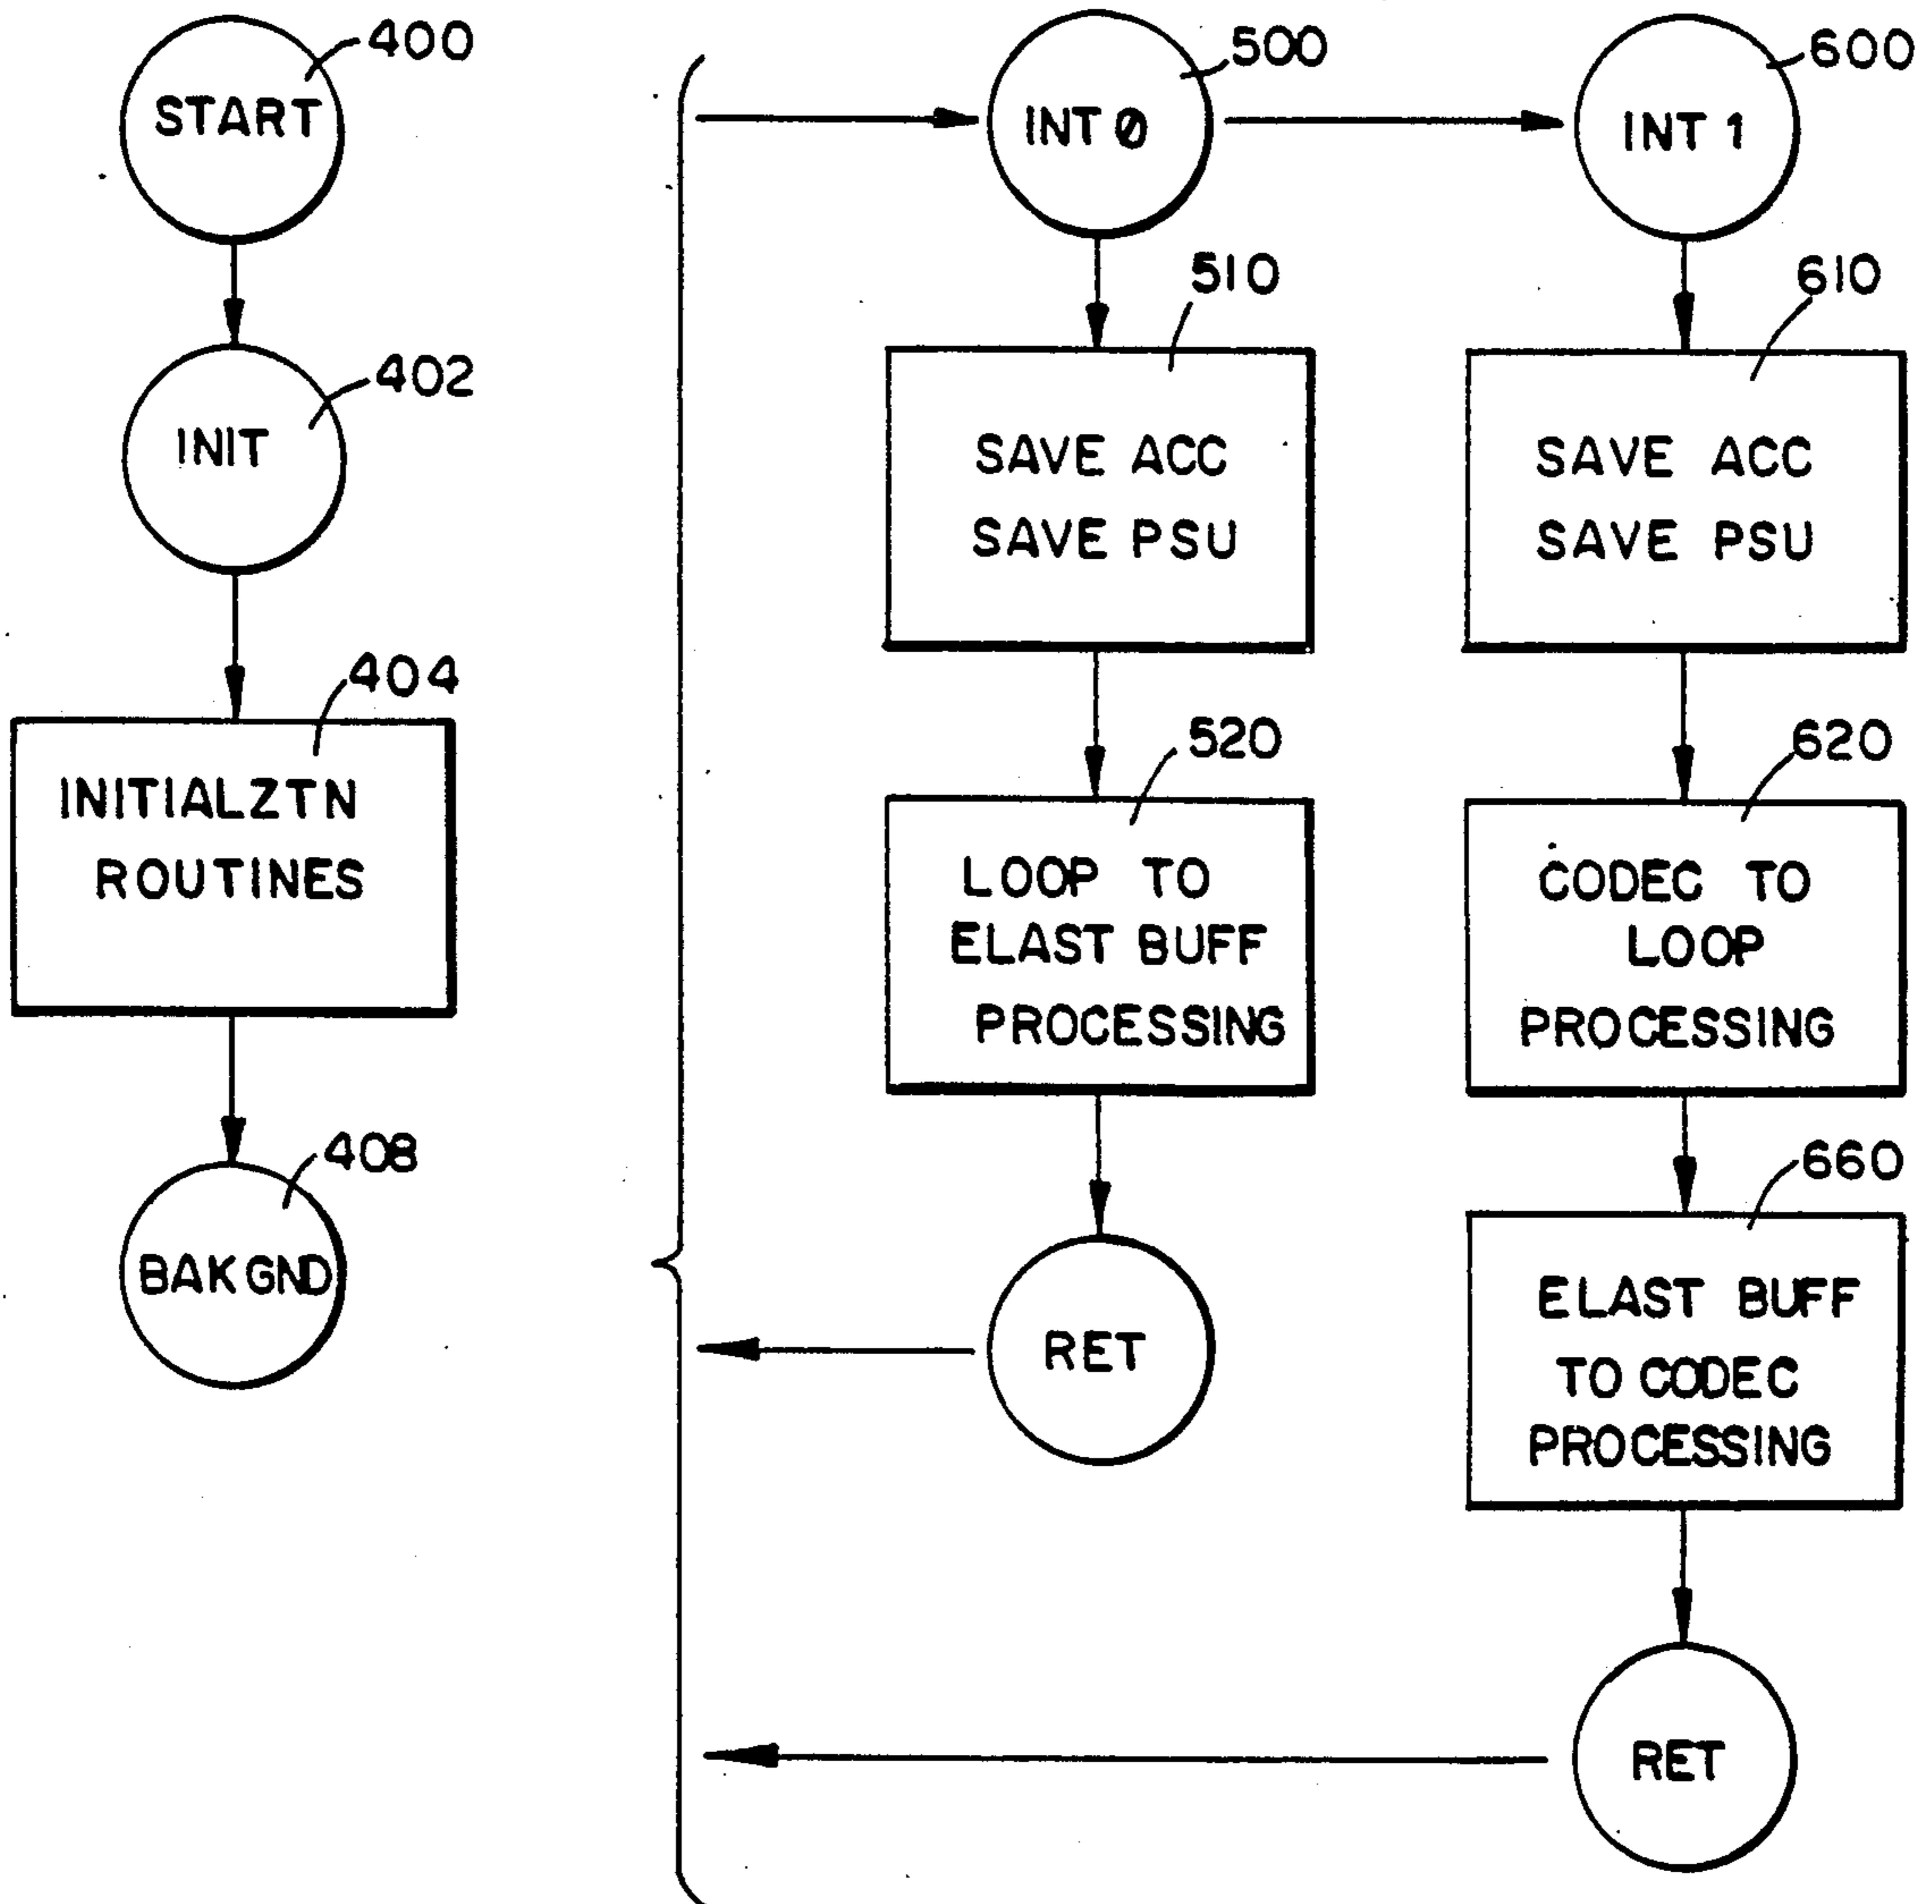 400
START
402
INIT
404
INITIALZTN
ROUTINES
408
BAKGND
500
INT 0
510
SAVE ACC
SAVE PSU
520
LOOP TO
ELAST BUFF
PROCESSING
RET
600
INT 1
610
SAVE ACC
SAVE PSU
620
CODEC TO
LOOP
PROCESSING
660
ELAST BUFF
TO CODEC
PROCESSING
RET